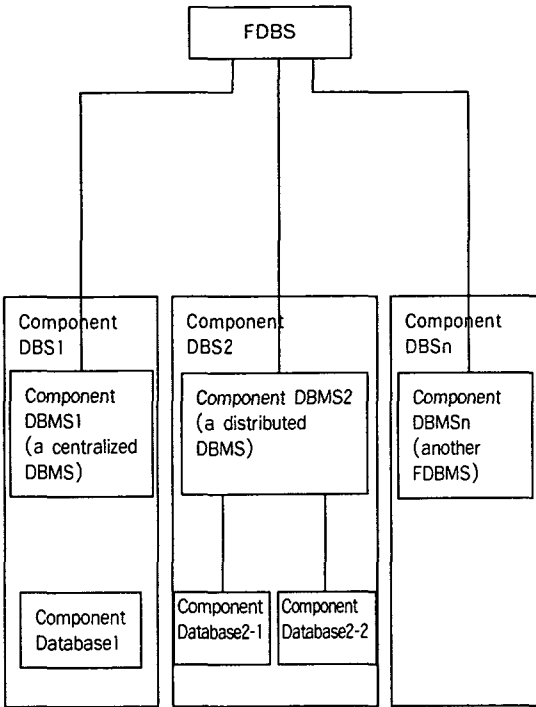 FDBS
Component
DBS1
Component
DBMS1
(a centralized
DBMS)
Component
Database1
Component
DBS2
Component DBMS2
(a distributed
DBMS)
Component
Database2-1
Component
Database2-2
Component
DBSn
Component
DBMSn
(another
FDBMS)